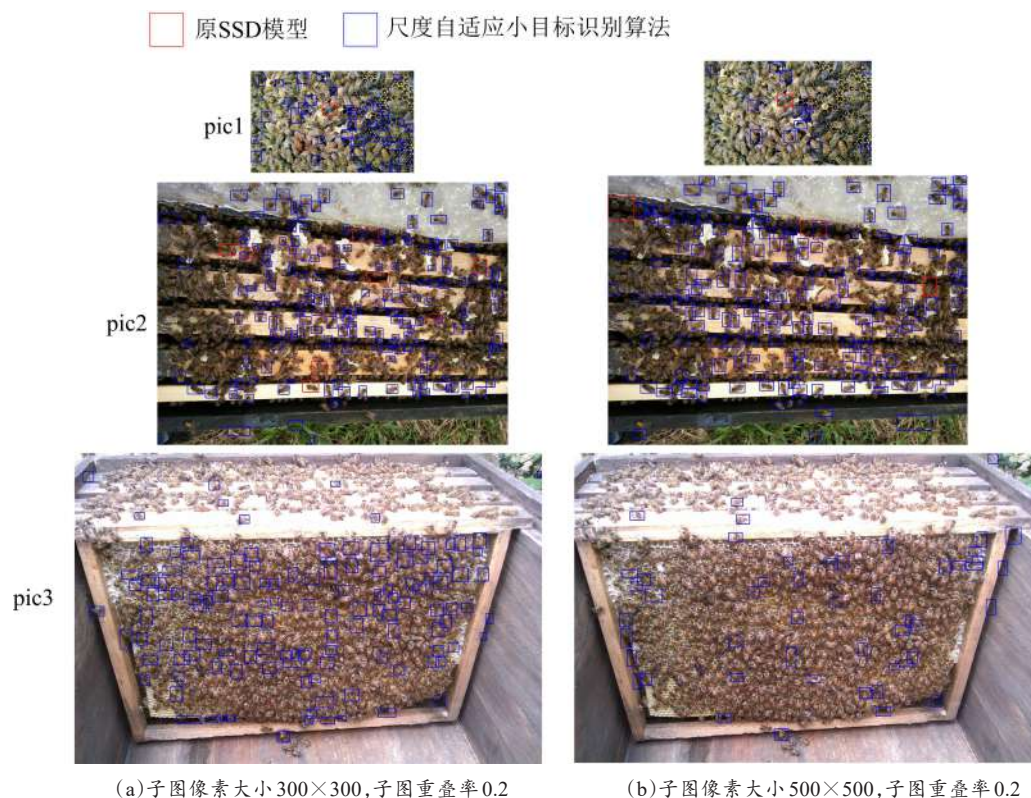 原SSD模型 尺度自适应小目标识别算法
pic1
pic2
pic3
(a)子图像素大小300×300,子图重叠率0.2 (b)子图像素大小500×500,子图重叠率0.2